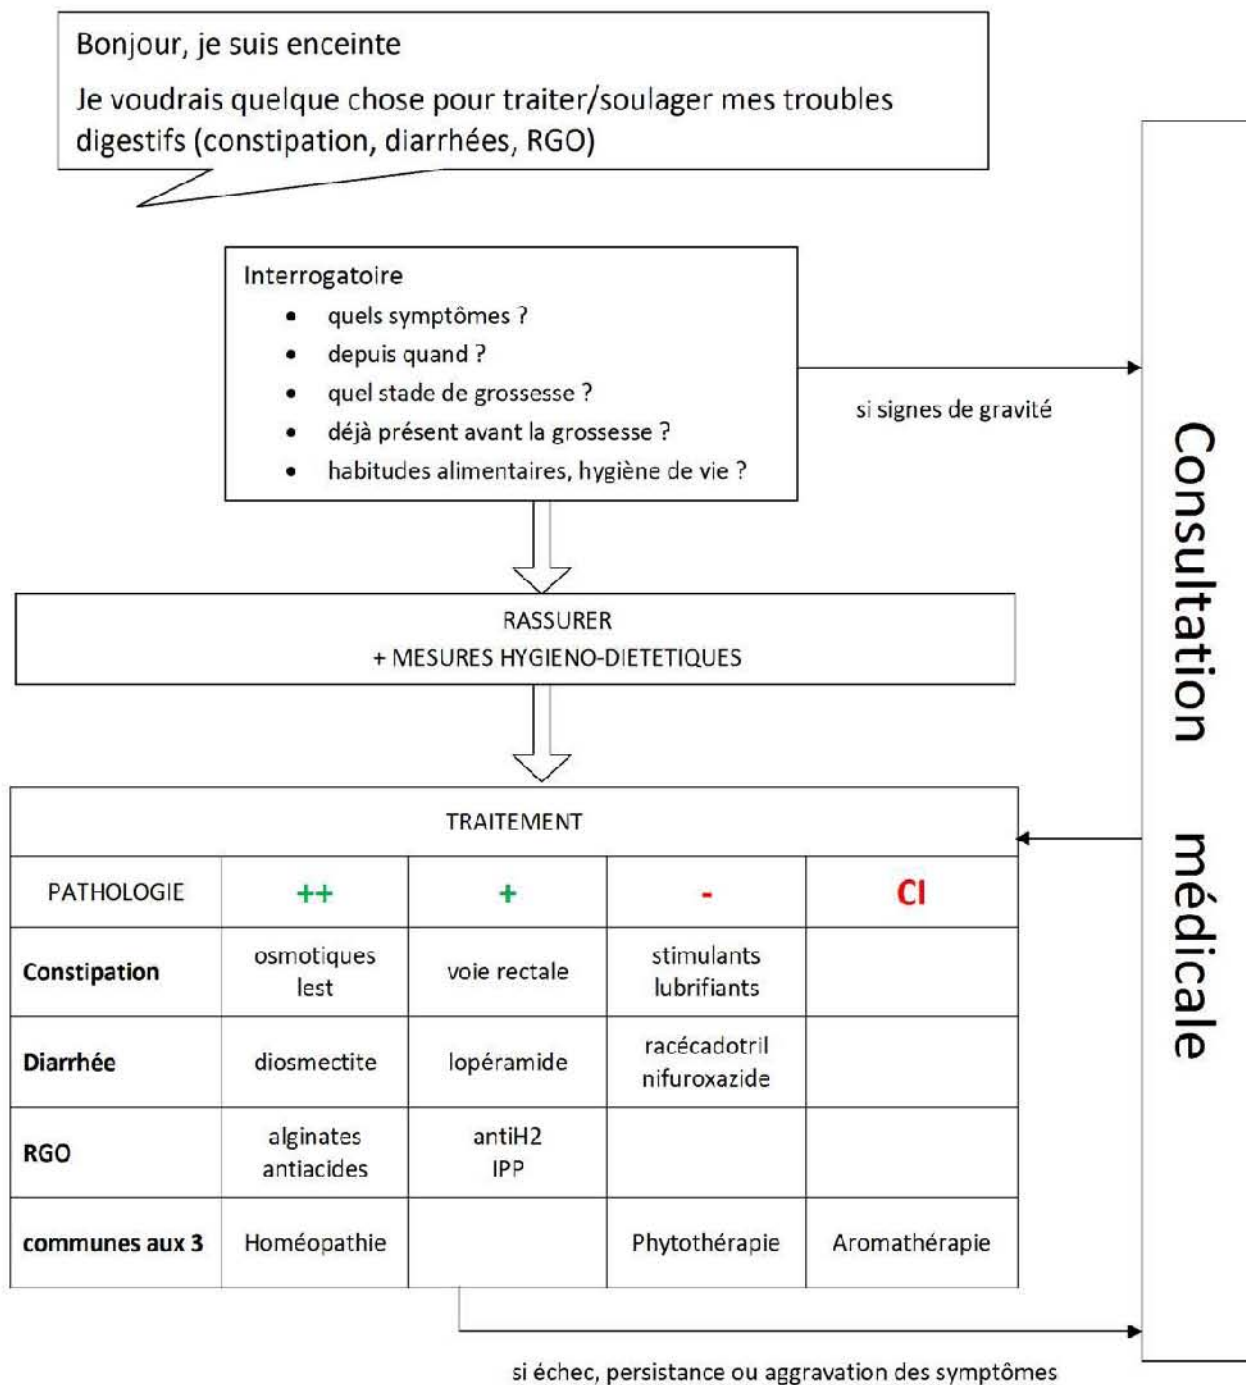 Bonjour, je suis enceinte
Je voudrais quelque chose pour traiter/soulager mes troubles
digestifs (constipation, diarrhées, RGO)
Interrogatoire
• quels symptômes ?
• depuis quand ?
• quel stade de grossesse ?
• déjà présent avant la grossesse ?
• habitudes alimentaires, hygiène de vie ?
si signes de gravité
Consultation médicale
RASSURER
+ MESURES HYGIENO-DIETETIQUES
TRAITEMENT
PATHOLOGIE ++ + - CI
Constipation osmotiques lest voie rectale stimulants lubrifiants
Diarrhée diosmectite lopéramide racécadotril nifuroxazide
RGO alginates antiacides antiH2 IPP
communes aux 3 Homéopathie Phytothérapie Aromathérapie
si échec, persistance ou aggravation des symptômes